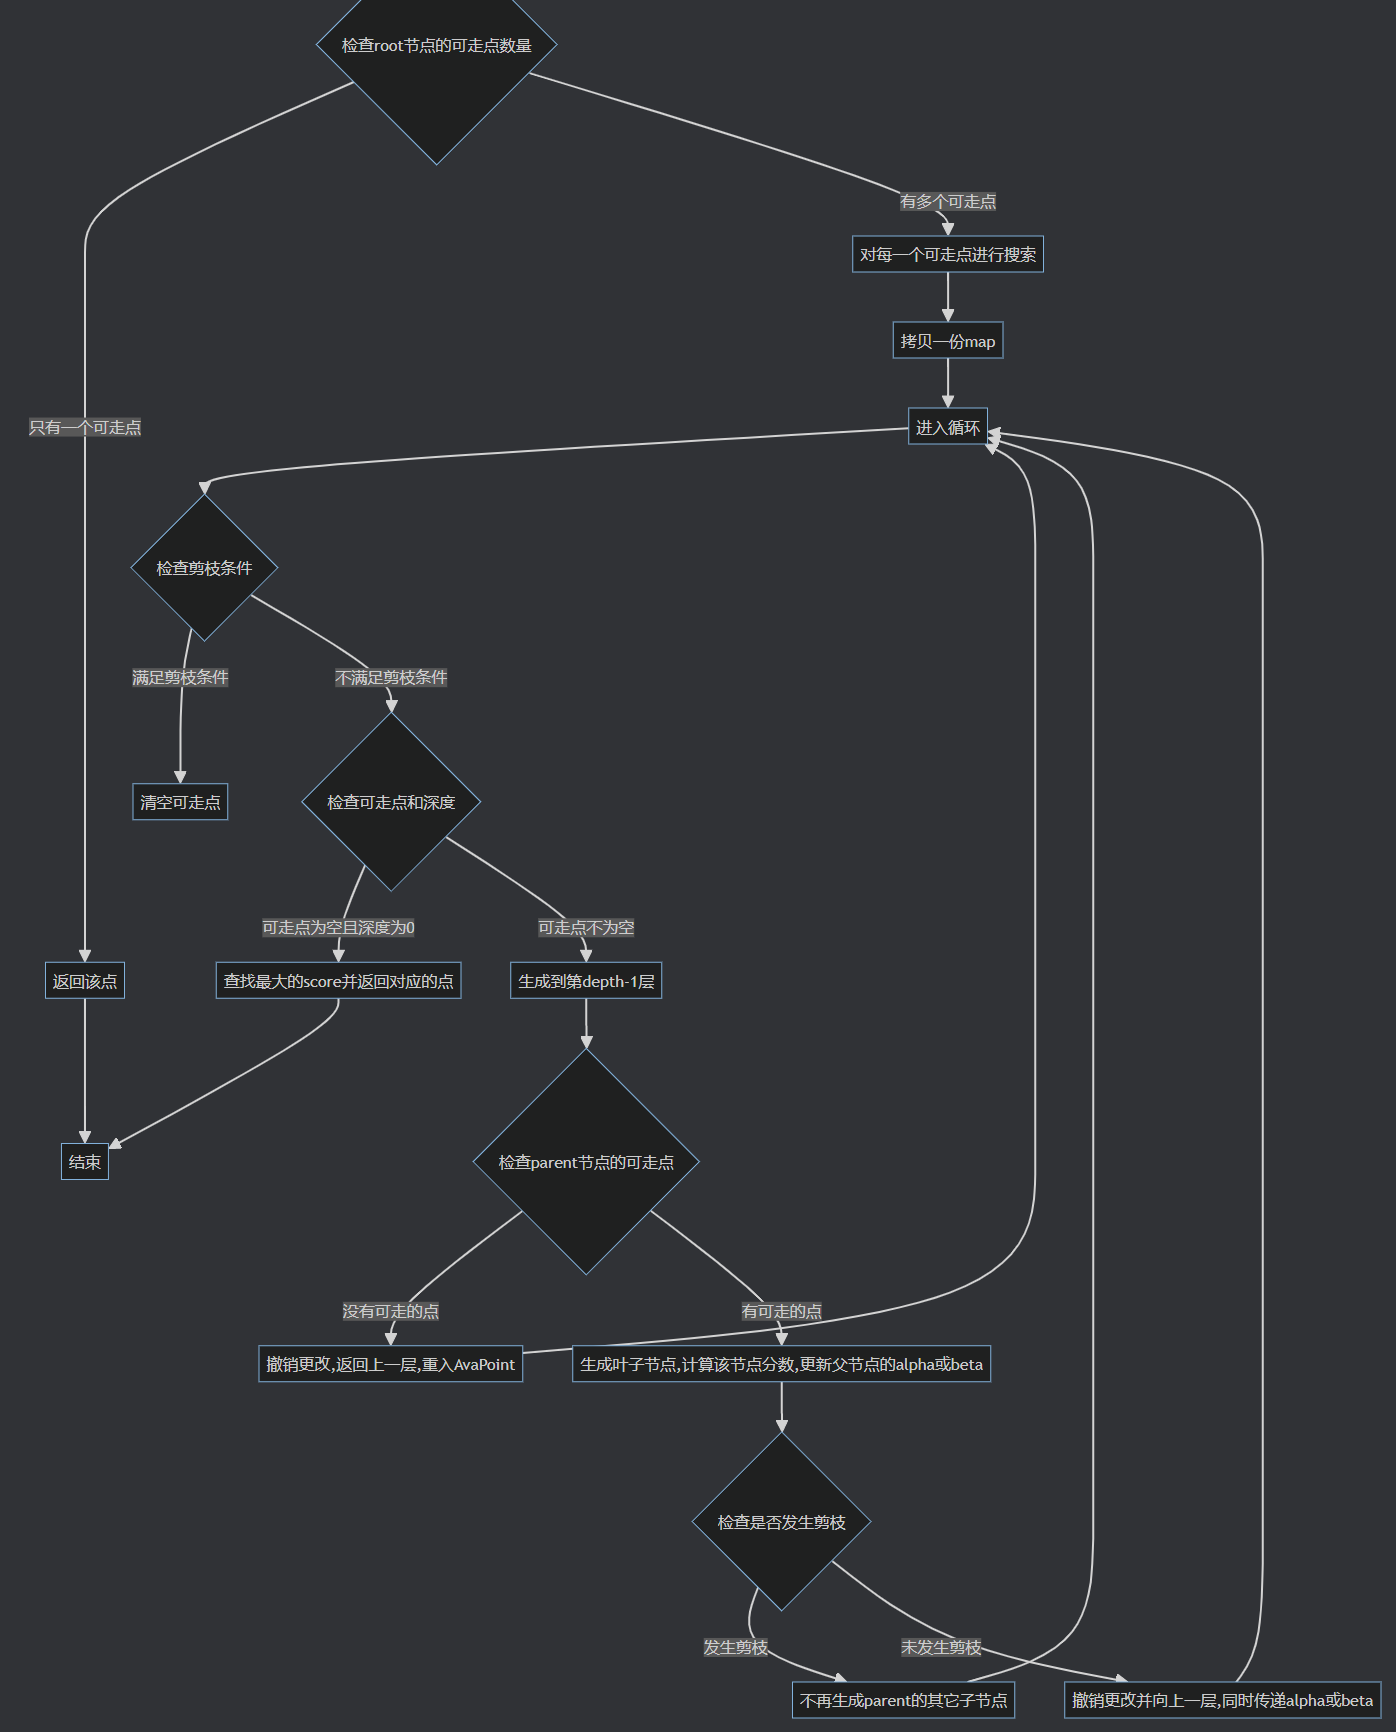 检查root节点的可走点数量
有多个可走点
对每一个可走点进行搜索
拷贝一份map
只有一个可走点
进入循环
检查剪枝条件
满足剪枝条件
不满足剪枝条件
清空可走点
检查可走点和深度
可走点为空且深度为0
可走点不为空
返回该点
查找最大的score并返回对应的点
生成到第depth-1层
结束
检查parent节点的可走点
没有可走的点
有可走的点
撤销更改,返回上一层,重入AvaPoint
生成叶子节点,计算该节点分数,更新父节点的alpha或beta
检查是否发生剪枝
发生剪枝
未发生剪枝
不再生成parent的其它子节点
撤销更改并向上一层,同时传递alpha或beta